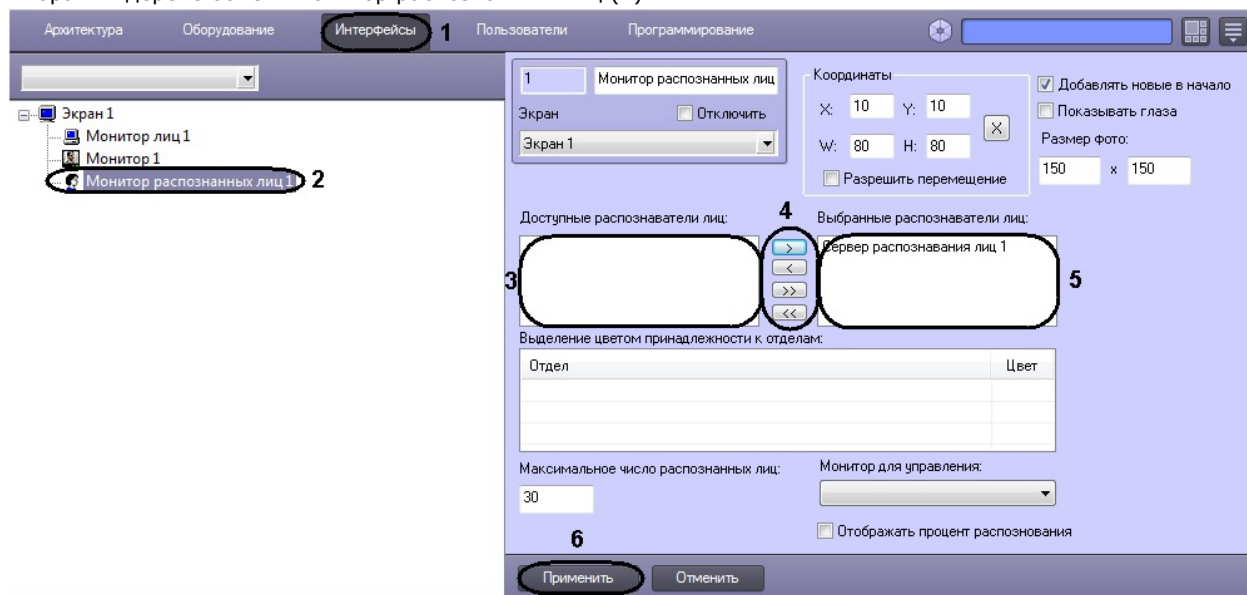 Архитектура Оборудование Интерфейсы 1 Пользователи Программирование
Экран 1
Монитор лиц 1
Монитор 1
Монитор распознанных лиц 1 2
1 Монитор распознанных лиц
Экран Отключить
Экран 1
Координаты
X: 10 Y: 10
W: 80 H: 80 X
Разрешить перемещение
Добавлять новые в начало
Показывать глаза
Размер фото:
150 x 150
Доступные распознаватели лиц: 4 Выбранные распознаватели лиц:
Сервер распознавания лиц 1
3 > < >> << 5
Выделение цветом принадлежности к отделам:
Отдел Цвет
Максимальное число распознанных лиц: Монитор для управления:
30
Отображать процент распознования
6
Применить Отменить